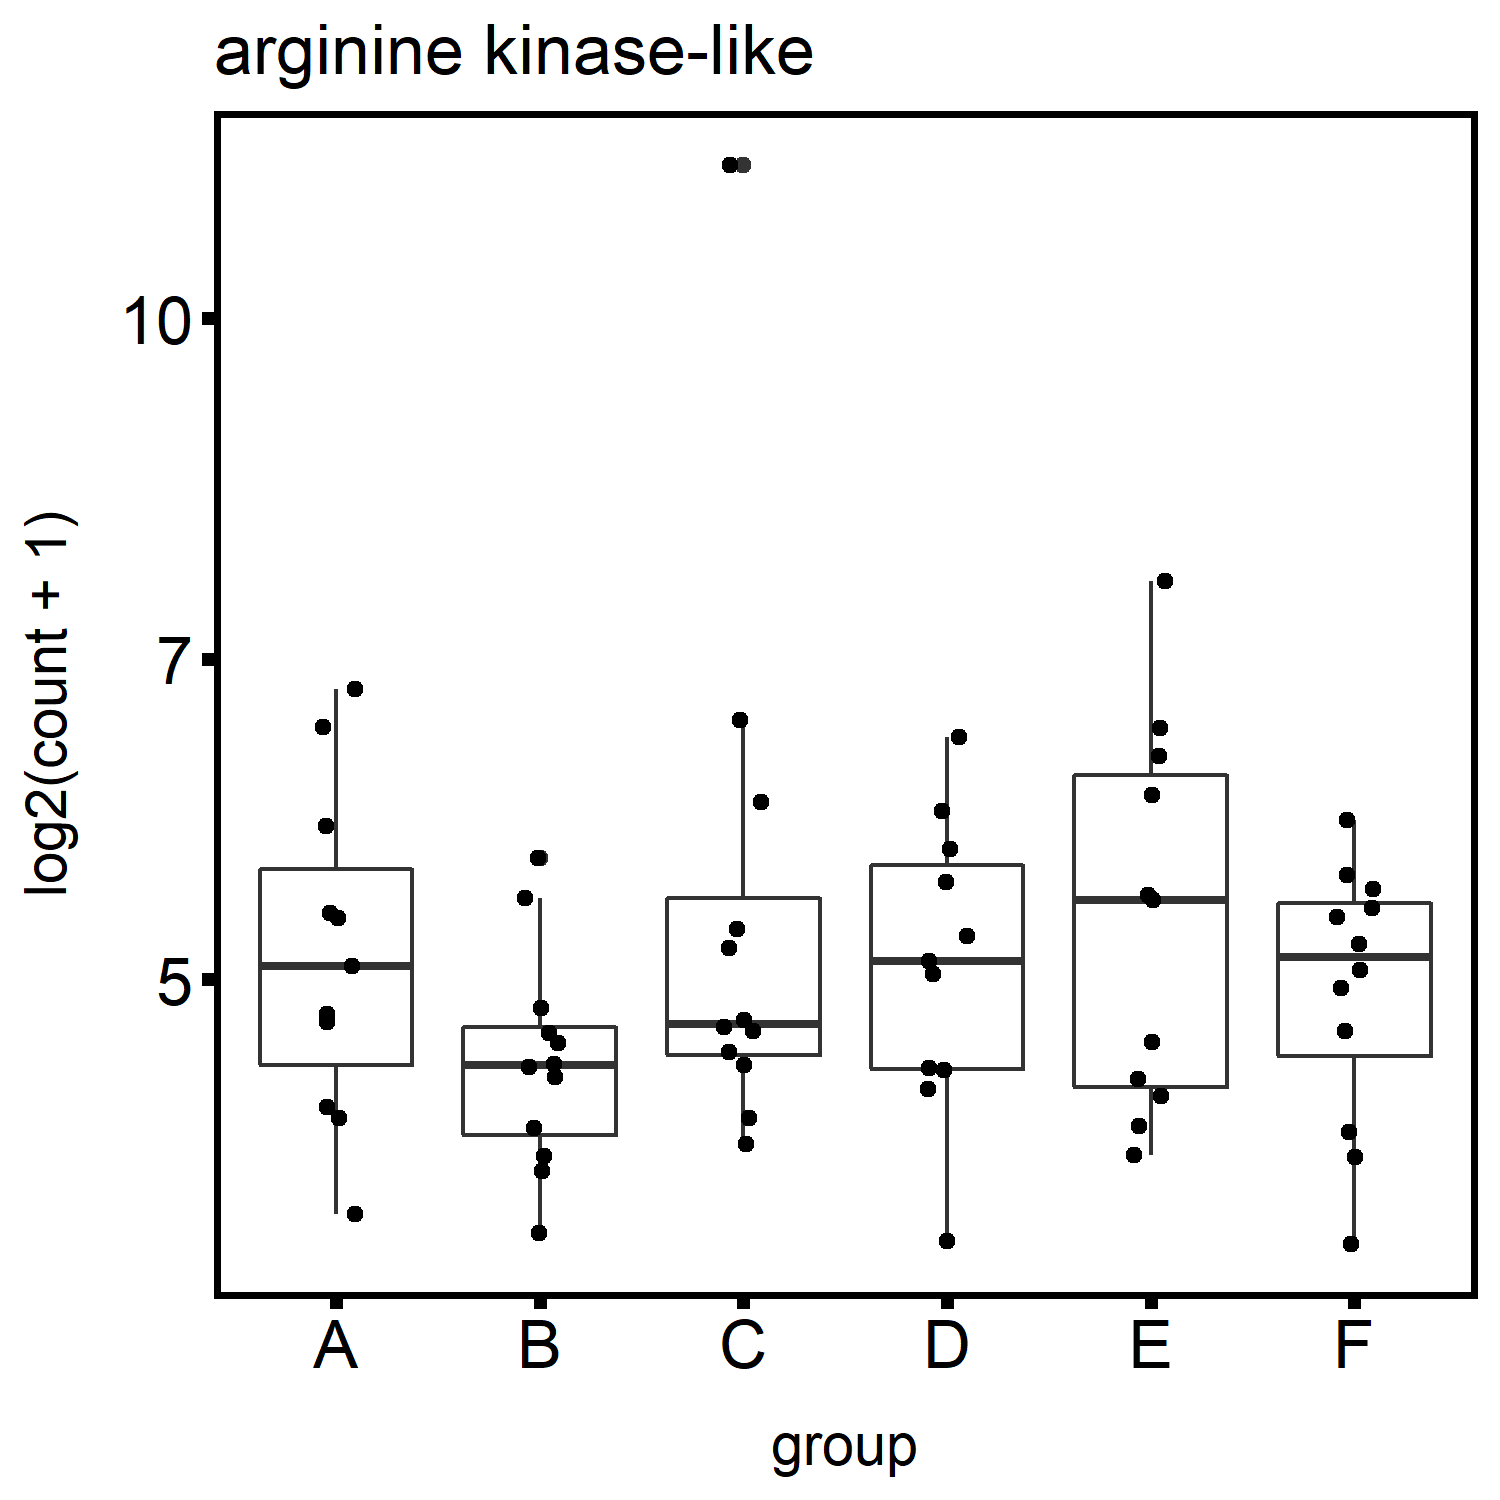 arginine kinase-like
log2(count + 1)
10
7
5
A B C D E F
group